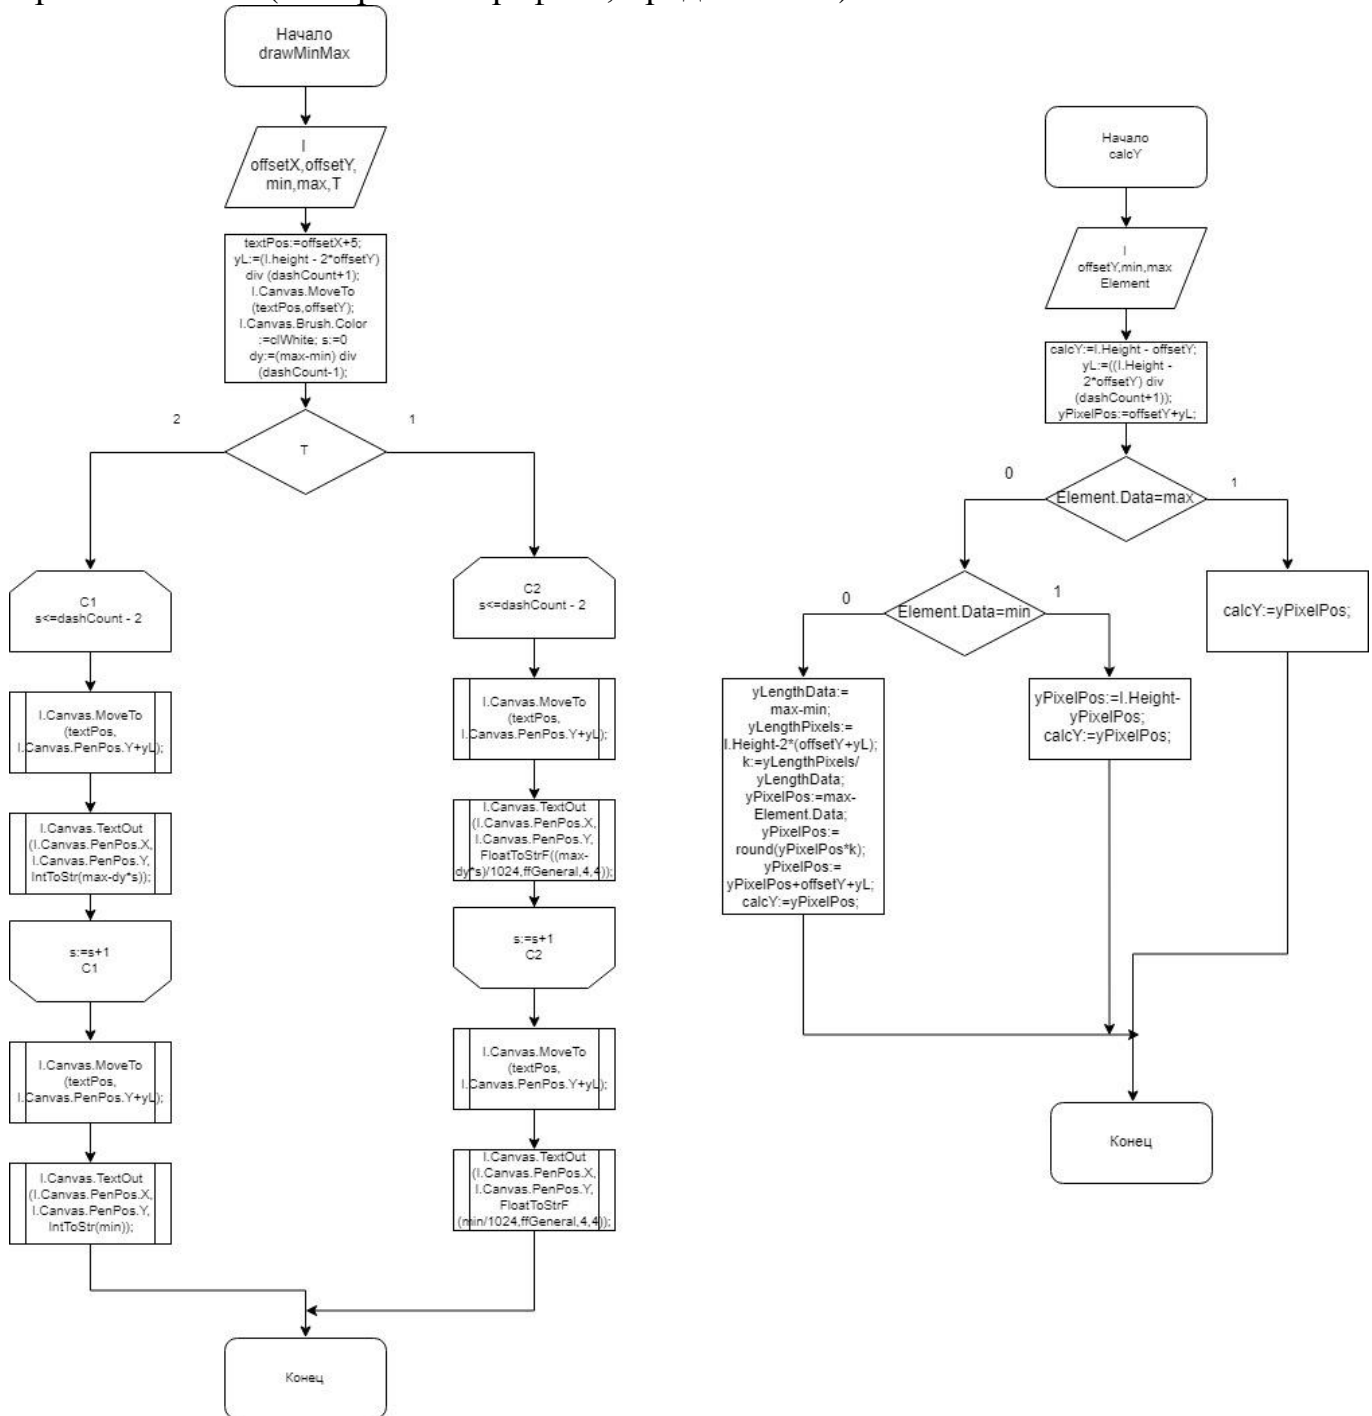 Начало
drawMinMax
I
offsetX,offsetY,
min,max,T
textPos:=offsetX+5;
yL:=(I.height - 2*offsetY)
div (dashCount+1);
I.Canvas.MoveTo
(textPos,offsetY);
I.Canvas.Brush.Color
:=clWhite; s:=0
dy:=(max-min) div
(dashCount-1);
2
1
T
C1
s<=dashCount - 2
I.Canvas.MoveTo
(textPos,
I.Canvas.PenPos.Y+yL);
I.Canvas.TextOut
(I.Canvas.PenPos.X,
I.Canvas.PenPos.Y,
IntToStr(max-dy*s));
s:=s+1
C1
I.Canvas.MoveTo
(textPos,
I.Canvas.PenPos.Y+yL);
I.Canvas.TextOut
(I.Canvas.PenPos.X,
I.Canvas.PenPos.Y,
IntToStr(min));
C2
s<=dashCount - 2
I.Canvas.MoveTo
(textPos,
I.Canvas.PenPos.Y+yL);
I.Canvas.TextOut
(I.Canvas.PenPos.X,
I.Canvas.PenPos.Y,
FloatToStrF((max-
dy*s)/1024,ffGeneral,4,4));
s:=s+1
C2
I.Canvas.MoveTo
(textPos,
I.Canvas.PenPos.Y+yL);
I.Canvas.TextOut
(I.Canvas.PenPos.X,
I.Canvas.PenPos.Y,
FloatToStrF
(min/1024,ffGeneral,4,4));
Конец
Начало
calcY
I
offsetY,min,max
Element
calcY:=I.Height - offsetY;
yL:=((I.Height -
2*offsetY) div
(dashCount+1));
yPixelPos:=offsetY+yL;
0
1
Element.Data=max
0
1
Element.Data=min
calcY:=yPixelPos;
yLengthData:=
max-min;
yLengthPixels:=
I.Height-2*(offsetY+yL);
k:=yLengthPixels/
yLengthData;
yPixelPos:=max-
Element.Data;
yPixelPos:=
round(yPixelPos*k);
yPixelPos:=
yPixelPos+offsetY+yL;
calcY:=yPixelPos;
yPixelPos:=I.Height-
yPixelPos;
calcY:=yPixelPos;
Конец